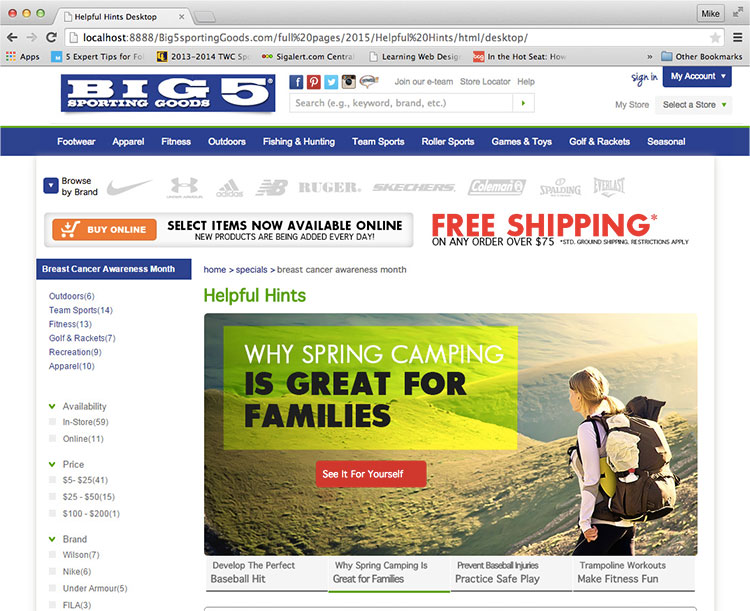 Helpful Hints Desktop
Mike
localhost:8888/Big5sportingGoods.com/full%20pages/2015/Helpful%20Hints/html/desktop/
Apps
5 Expert Tips for Fol
2013-2014 TWC Spo
Sigalert.com Central
Learning Web Design
In the Hot Seat: How
»
Other Bookmarks
BIG 5®
SPORTING GOODS
Join our e-team
Store Locator
Help
sign in
My Account
Search (e.g., keyword, brand, etc.)
My Store
Select a Store
Footwear
Apparel
Fitness
Outdoors
Fishing & Hunting
Team Sports
Roller Sports
Games & Toys
Golf & Rackets
Seasonal
Browse
by Brand
UNDER ARMOUR
adidas
new balance
RUGER
SKECHERS
Coleman
SPALDING
EVERLAST
BUY ONLINE
SELECT ITEMS NOW AVAILABLE ONLINE
NEW PRODUCTS ARE BEING ADDED EVERY DAY!
FREE SHIPPING*
ON ANY ORDER OVER $75 *STD. GROUND SHIPPING. RESTRICTIONS APPLY
Breast Cancer Awareness Month
home > specials > breast cancer awareness month
Helpful Hints
Outdoors(6)
Team Sports(14)
Fitness(13)
Golf & Rackets(7)
Recreation(9)
Apparel(10)
Availability
In-Store(59)
Online(11)
Price
$5- $25(41)
$25 - $50(15)
$100 - $200(1)
Brand
Wilson(7)
Nike(6)
Under Armour(5)
FILA(3)
WHY SPRING CAMPING
IS GREAT FOR
FAMILIES
See It For Yourself
Develop The Perfect
Baseball Hit
Why Spring Camping Is
Great for Families
Prevent Baseball Injuries
Practice Safe Play
Trampoline Workouts
Make Fitness Fun